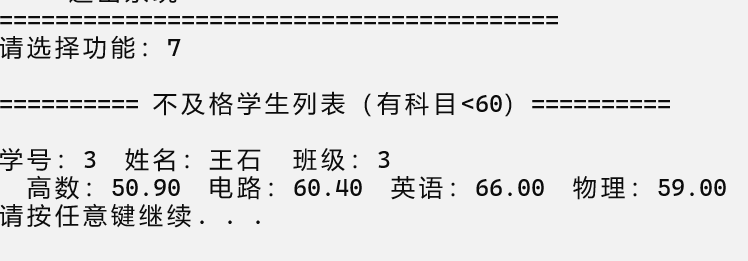 ========================================
请选择功能: 7
========== 不及格学生列表 (有科目<60) ==========
学号: 3 姓名: 王石 班级: 3
高数: 50.90 电路: 60.40 英语: 66.00 物理: 59.00
请按任意键继续. . .